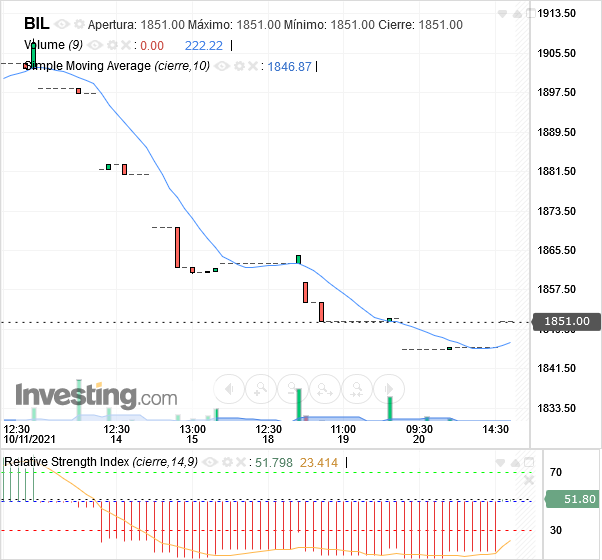 BIL Apertura: 1851.00 Máximo: 1851.00 Mínimo: 1851.00 Cierre: 1851.00
Volume (9) 0.00 222.22
Simple Moving Average (cierre,10) 1846.87
1913.50
1905.50
1897.50
1889.50
1881.50
1873.50
1865.50
1857.50
1851.00
1841.50
1833.50
Investing.com
12:30 12:30 13:00 12:30 11:00 09:30 14:30
10/11/2021 14 15 18 19 20
Relative Strength Index (cierre,14,9) 51.798 23.414
70
51.80
30